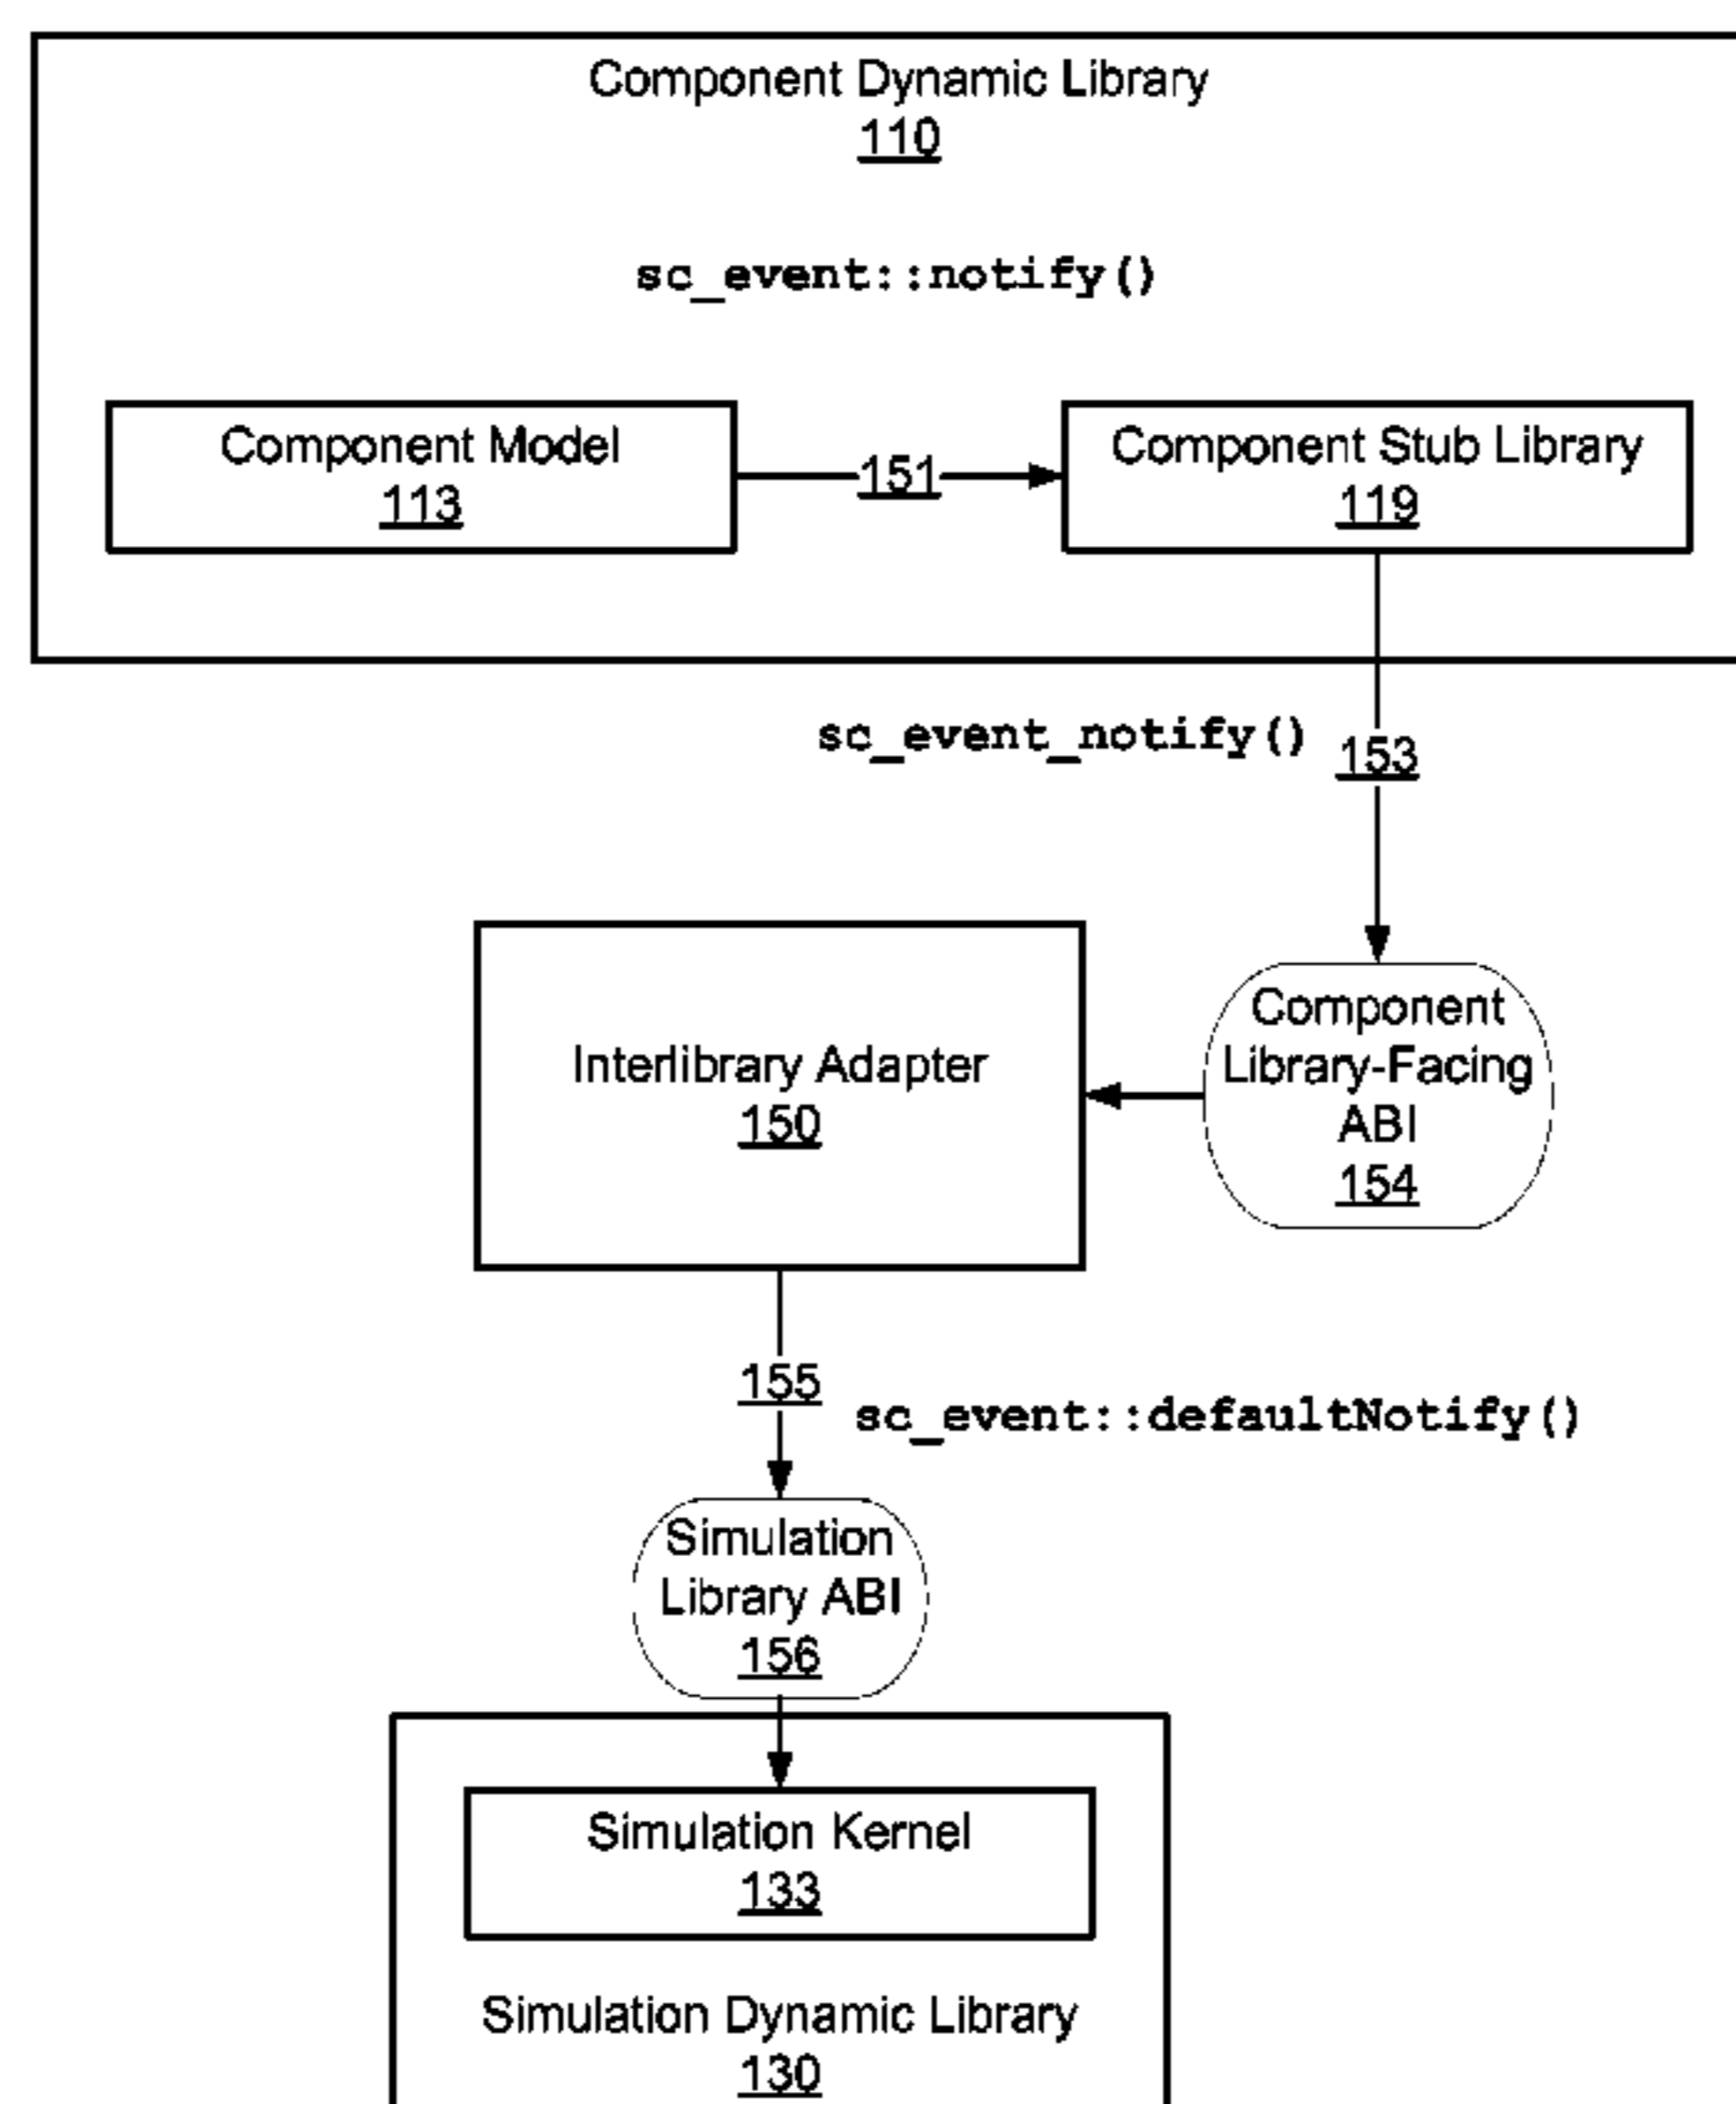 Component Dynamic Library
110
sc_event::notify()
Component Model
113
151
Component Stub Library
119
sc_event_notify()
153
Interlibrary Adapter
150
Component
Library-Facing
ABI
154
155
sc_event::defaultNotify()
Simulation
Library ABI
156
Simulation Kernel
133
Simulation Dynamic Library
130